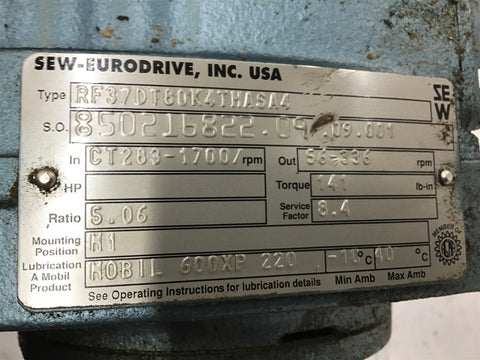 SEW-EURODRIVE, INC. USA
Type RF37DT80K4THASA4
SEW
S.O. 850216822.09 .09.001
In CT283-1700/ rpm Out 56-336 rpm
HP Torque 141 lb-in
Ratio 5.06 Service Factor 3.4
Mounting Position M1
MEMBER
Lubrication A Mobil Product MOBIL 600XP 220 -10 °C 40 °C
Min Amb Max Amb
See Operating Instructions for lubrication details